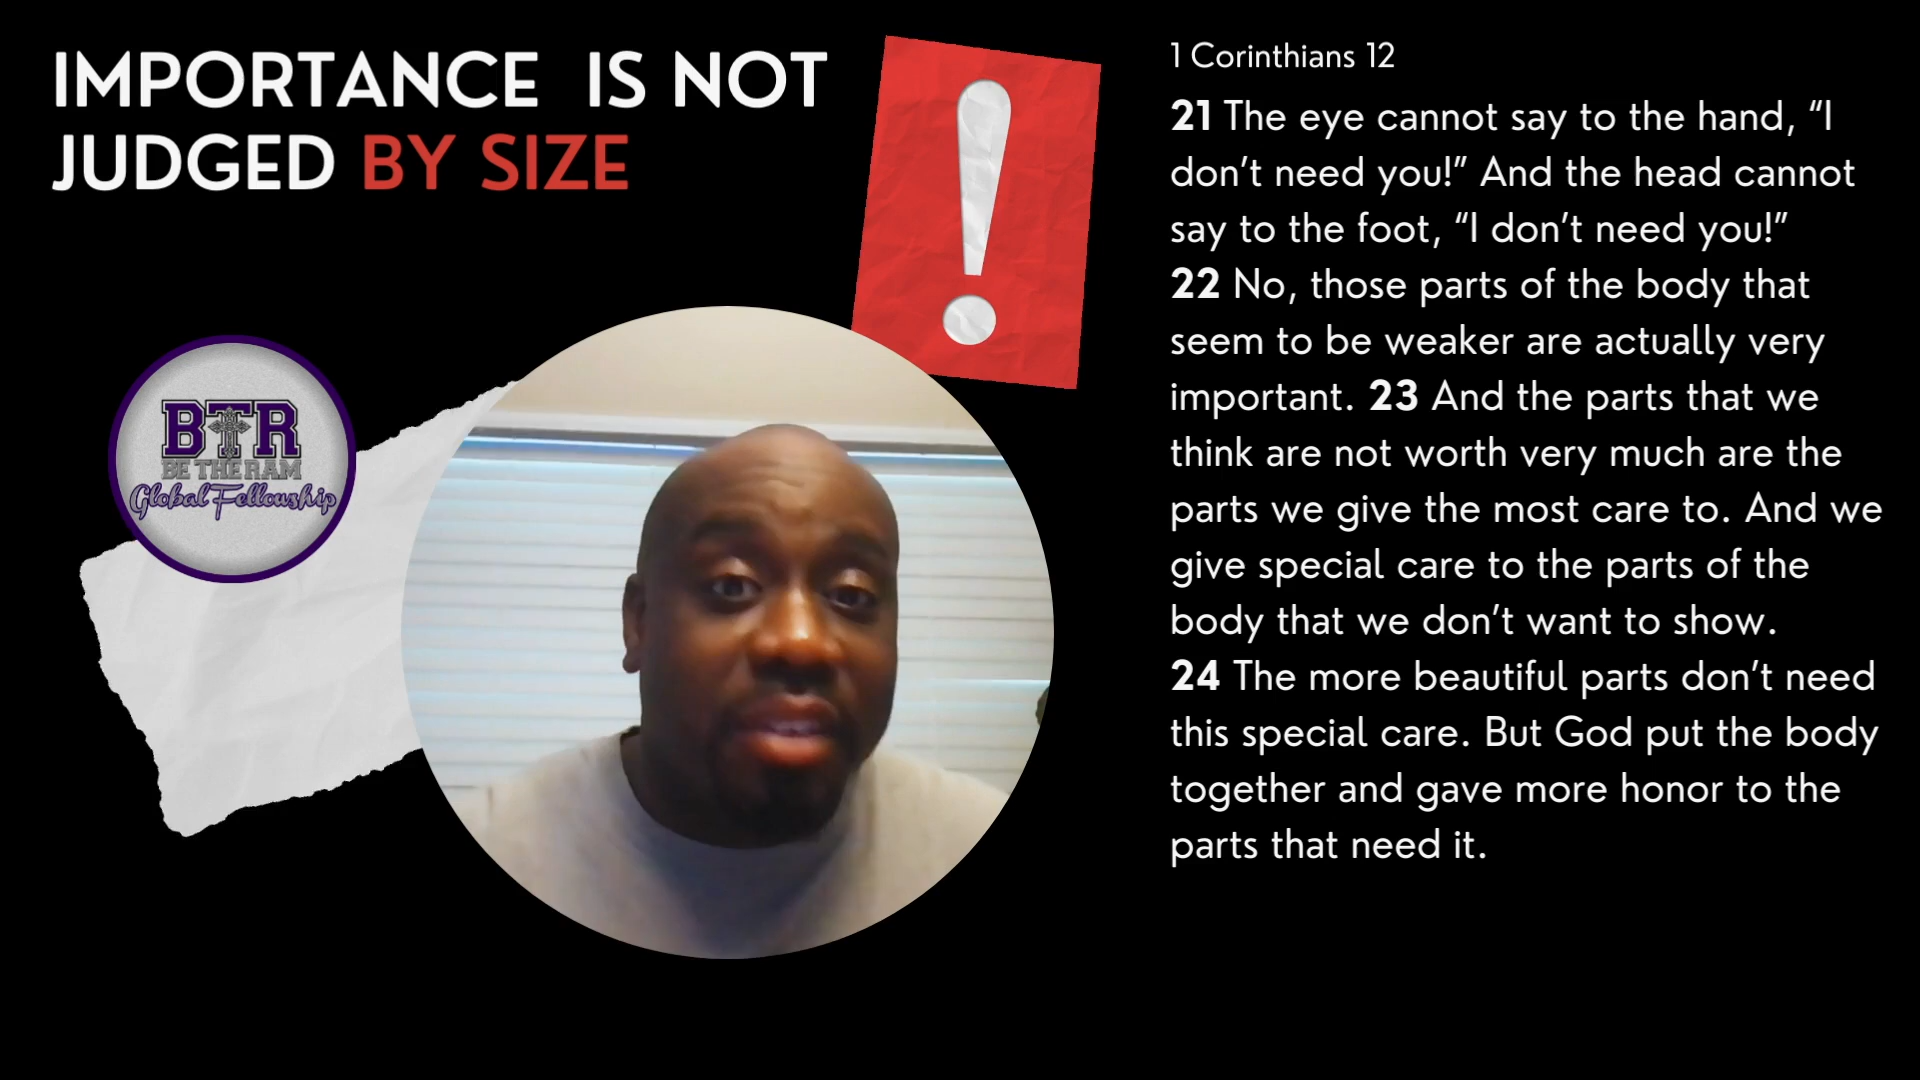 IMPORTANCE IS NOT
JUDGED BY SIZE
BTR
BE THE RAM
Global Fellowship
1 Corinthians 12
21 The eye cannot say to the hand, “I
don’t need you!” And the head cannot
say to the foot, “I don’t need you!”
22 No, those parts of the body that
seem to be weaker are actually very
important. 23 And the parts that we
think are not worth very much are the
parts we give the most care to. And we
give special care to the parts of the
body that we don’t want to show.
24 The more beautiful parts don’t need
this special care. But God put the body
together and gave more honor to the
parts that need it.